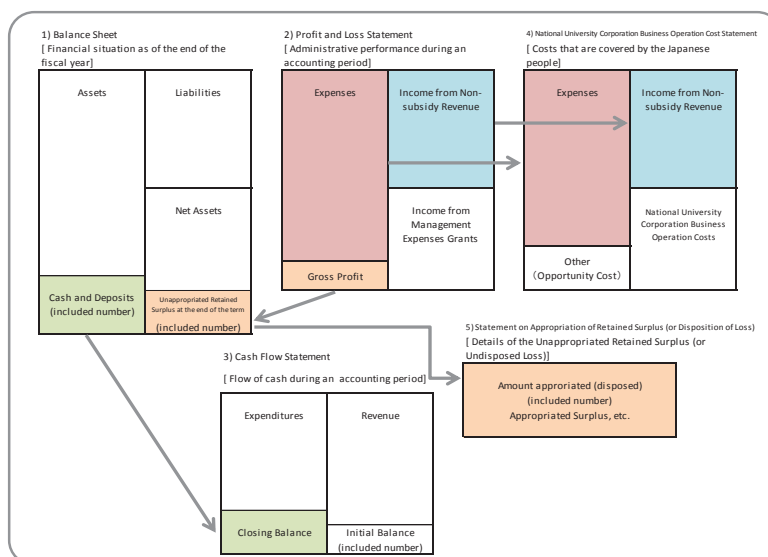 1) Balance Sheet
[ Financial situation as of the end of the
fiscal year]
Assets
Liabilities
Net Assets
Cash and Deposits
(included number)
Unappropriated Retained
Surplus at the end of the term
(included number)
2) Profit and Loss Statement
[ Administrative performance during an
accounting period]
Expenses
Income from Non-
subsidy Revenue
Income from
Management
Expenses Grants
Gross Profit
4) National University Corporation Business Operation Cost Statement
[ Costs that are covered by the Japanese
people]
Expenses
Income from Non-
subsidy Revenue
National University
Corporation Business
Operation Costs
Other
(Opportunity Cost)
3) Cash Flow Statement
[ Flow of cash during an accounting period]
Expenditures
Revenue
Closing Balance
Initial Balance
(included number)
5) Statement on Appropriation of Retained Surplus (or Disposition of Loss)
[ Details of the Unappropriated Retained Surplus (or
Undisposed Loss)]
Amount approriated (disposed)
(included number)
Appropriated Surplus, etc.